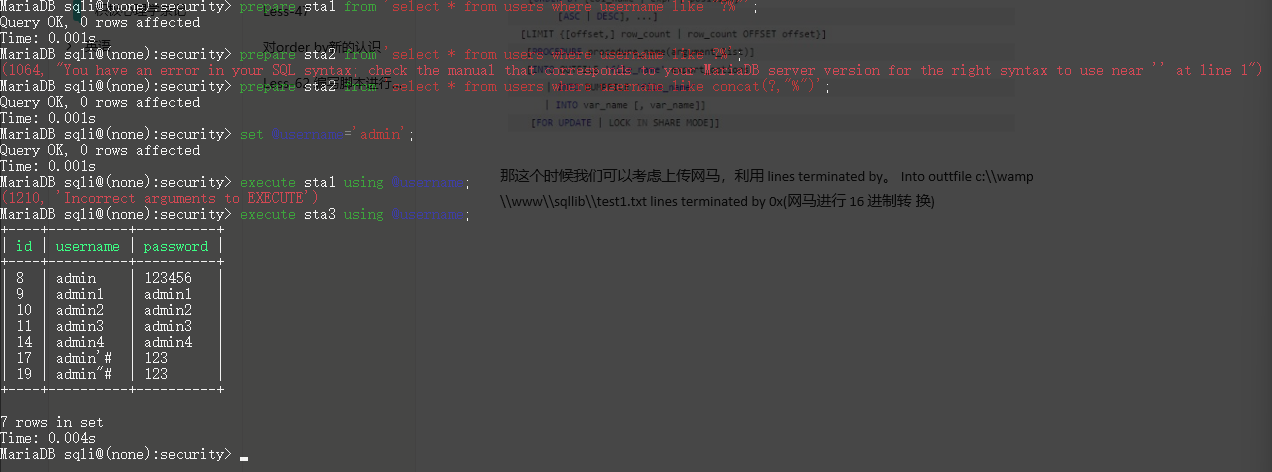 MariaDB sqli@(none):security> prepare sta1 from 'select * from users where username like "?%"';
Query OK, 0 rows affected
Time: 0.001s
MariaDB sqli@(none):security> prepare sta2 from 'select * from users where username like ?%';
(1064, "You have an error in your SQL syntax; check the manual that corresponds to your MariaDB server version for the right syntax to use near '' at line 1")
MariaDB sqli@(none):security> prepare sta3 from 'select * from users where username like concat(?,"%")';
Query OK, 0 rows affected
Time: 0.001s
MariaDB sqli@(none):security> set @username='admin';
Query OK, 0 rows affected
Time: 0.001s
MariaDB sqli@(none):security> execute sta1 using @username;
(1210, 'Incorrect arguments to EXECUTE')
MariaDB sqli@(none):security> execute sta3 using @username;
+----+----------+----------+
| id | username | password |
+----+----------+----------+
| 8 | admin | 123456 |
| 9 | admin1 | admin1 |
| 10 | admin2 | admin2 |
| 11 | admin3 | admin3 |
| 14 | admin4 | admin4 |
| 17 | admin'# | 123 |
| 19 | admin"# | 123 |
+----+----------+----------+
7 rows in set
Time: 0.004s
MariaDB sqli@(none):security>
Less-47
对order by新的认识
[ASC | DESC], ...]
[LIMIT {[offset,] row_count | row_count OFFSET offset}]
[PROCEDURE procedure_name(argument_list)]
| INTO var_name [, var_name]]
[FOR UPDATE | LOCK IN SHARE MODE]]
那这个时候我们可以考虑上传网马，利用 lines terminated by。 Into outtfile c:\\wamp
\\www\\sqllib\\test1.txt lines terminated by 0x(网马进行 16 进制转 换)